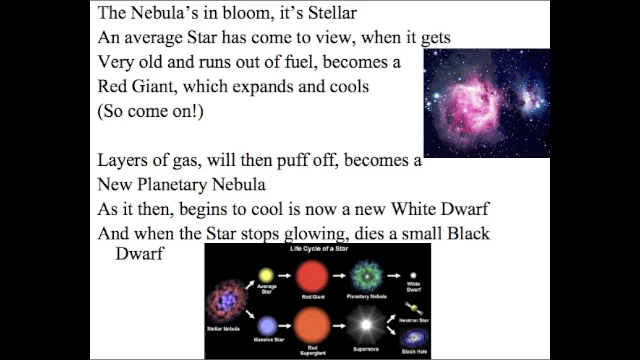 The Nebula’s in bloom, it’s Stellar
An average Star has come to view, when it gets
Very old and runs out of fuel, becomes a
Red Giant, which expands and cools
(So come on!)
Layers of gas, will then puff off, becomes a
New Planetary Nebula
As it then, begins to cool is now a new White Dwarf
And when the Star stops glowing, dies a small Black
Dwarf
Life Cycle of a Star
Average Star
Red Giant
Planetary Nebula
White Dwarf
Stellar Nebula
Massive Star
Red Supergiant
Supernova
Neutron Star
Black Hole